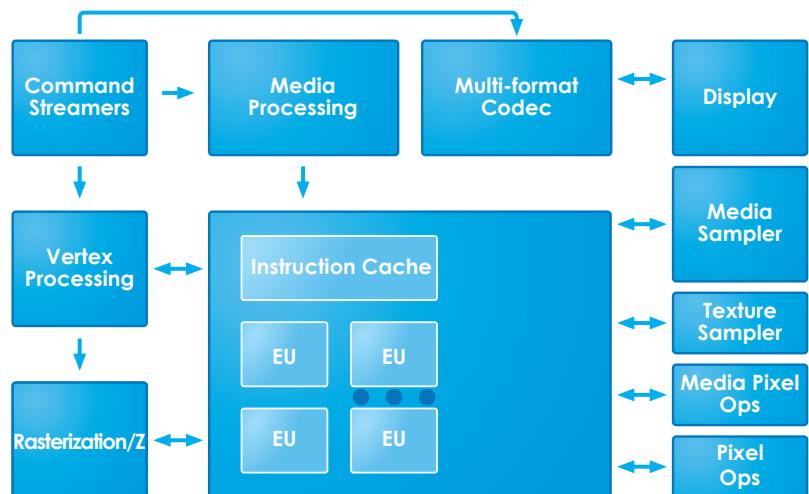 Command
Streamers
Media
Processing
Multi-format
Codec
Display
Vertex
Processing
Instruction Cache
Media
Sampler
EU
EU
Texture
Sampler
Rasterization/Z
EU
EU
Media Pixel
Ops
Pixel
Ops